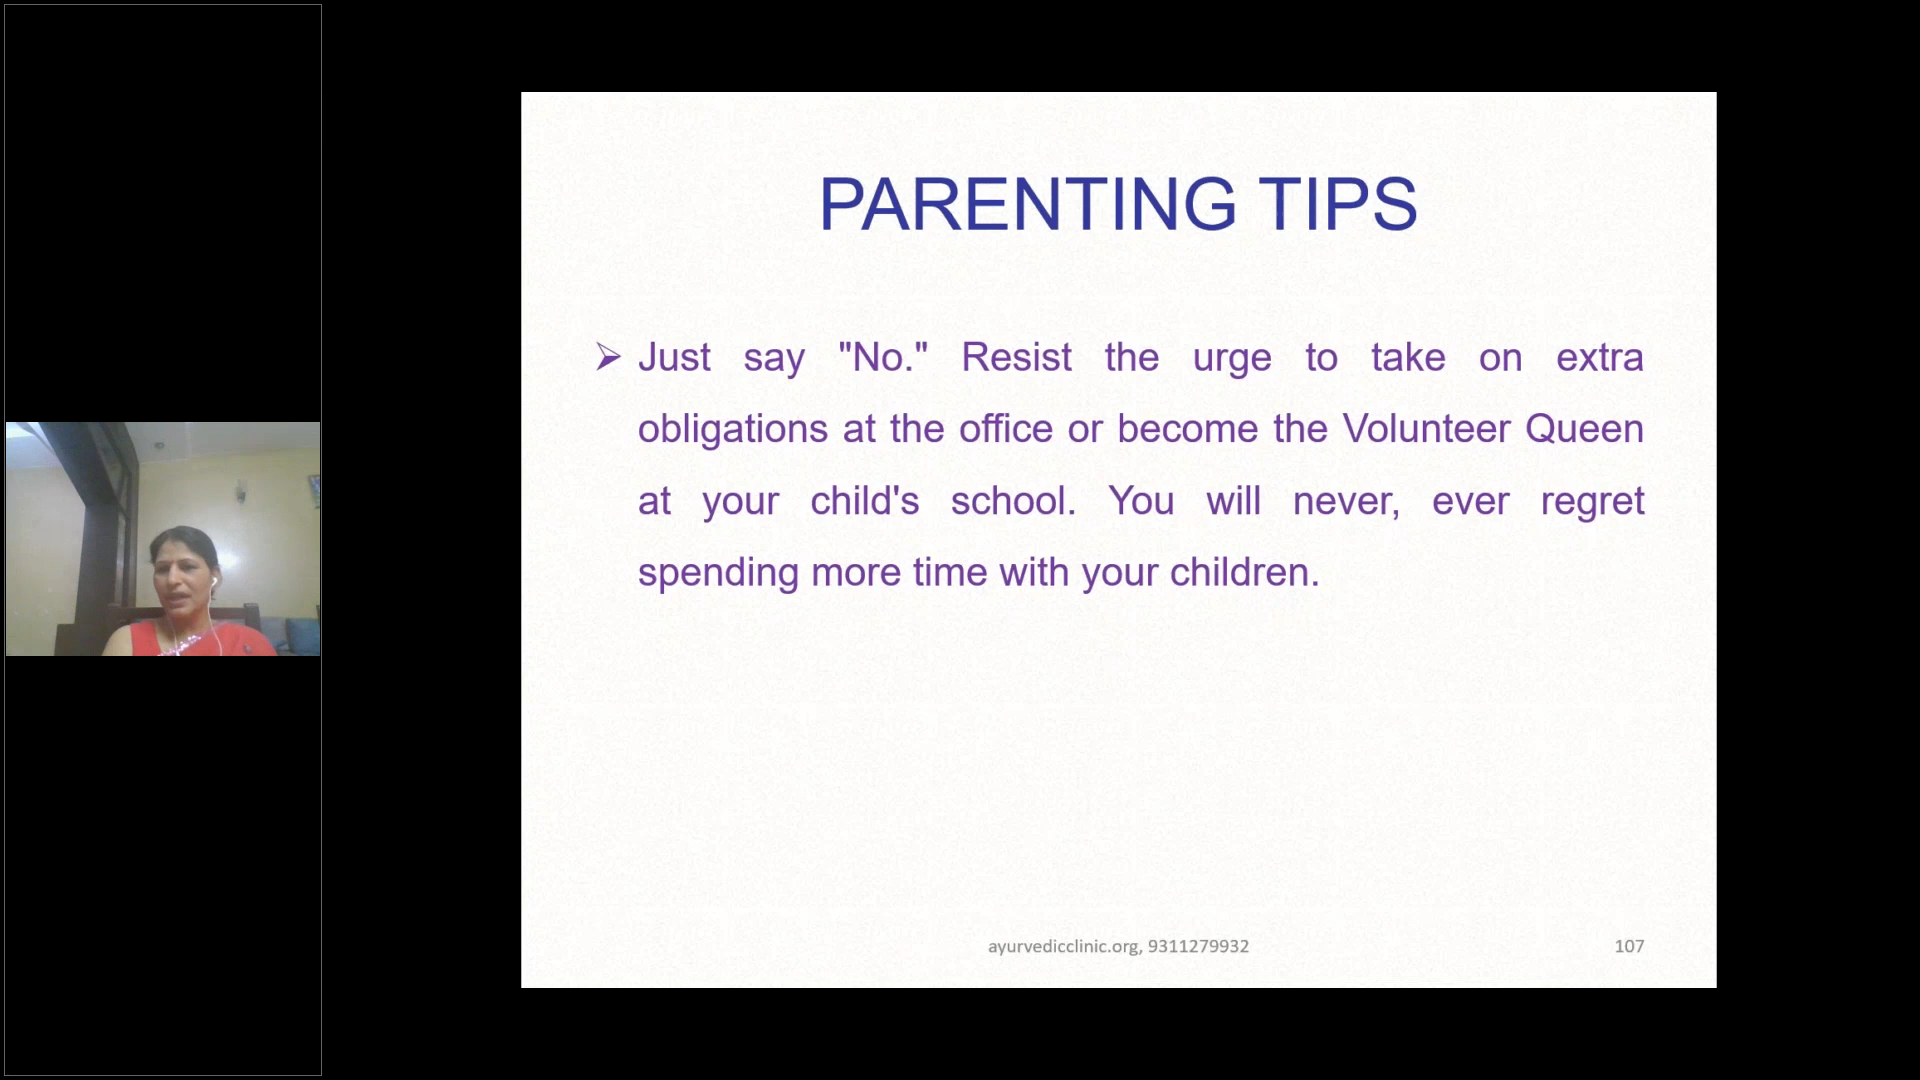 PARENTING TIPS
➢ Just say "No." Resist the urge to take on extra
obligations at the office or become the Volunteer Queen
at your child's school. You will never, ever regret
spending more time with your children.
ayurvedicclinic.org, 9311279932
107